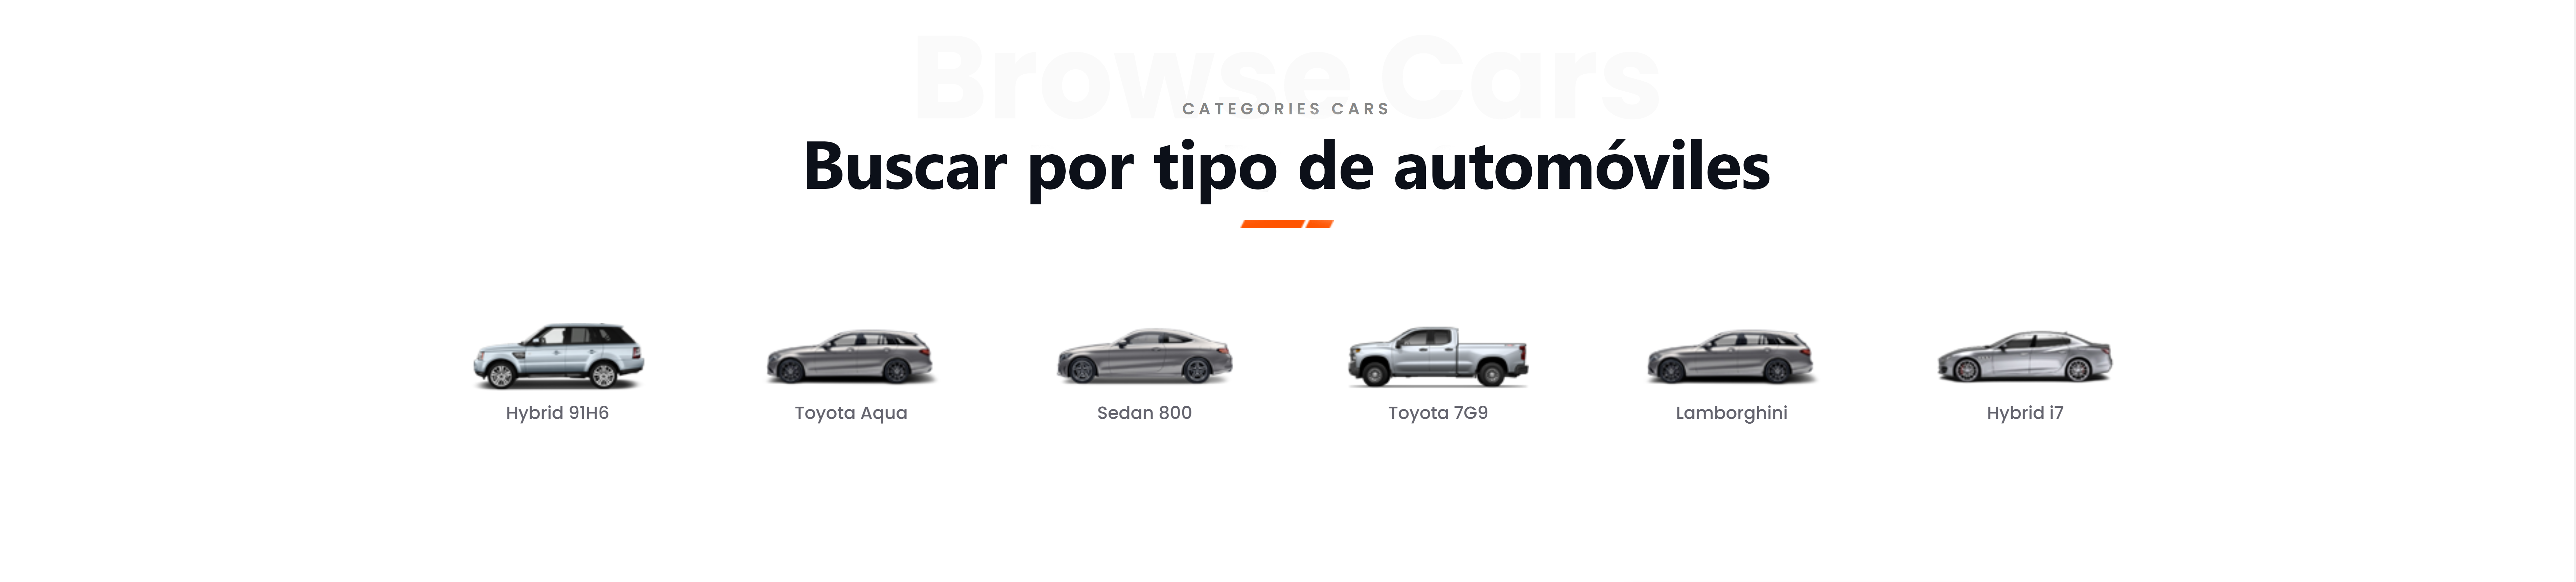 Browse Cars
CATEGORIES CARS
Buscar por tipo de automóviles
Hybrid 91H6
Toyota Aqua
Sedan 800
Toyota 7G9
Lamborghini
Hybrid i7